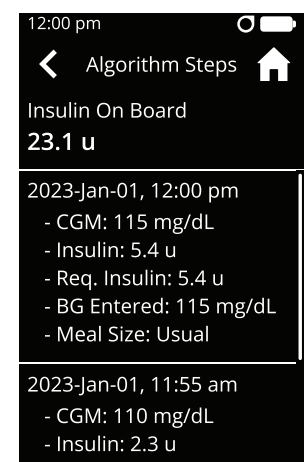 12:00 pm
Algorithm Steps
Insulin On Board
23.1 u
2023-Jan-01, 12:00 pm
- CGM: 115 mg/dL
- Insulin: 5.4 u
- Req. Insulin: 5.4 u
- BG Entered: 115 mg/dL
- Meal Size: Usual
2023-Jan-01, 11:55 am
- CGM: 110 mg/dL
- Insulin: 2.3 u